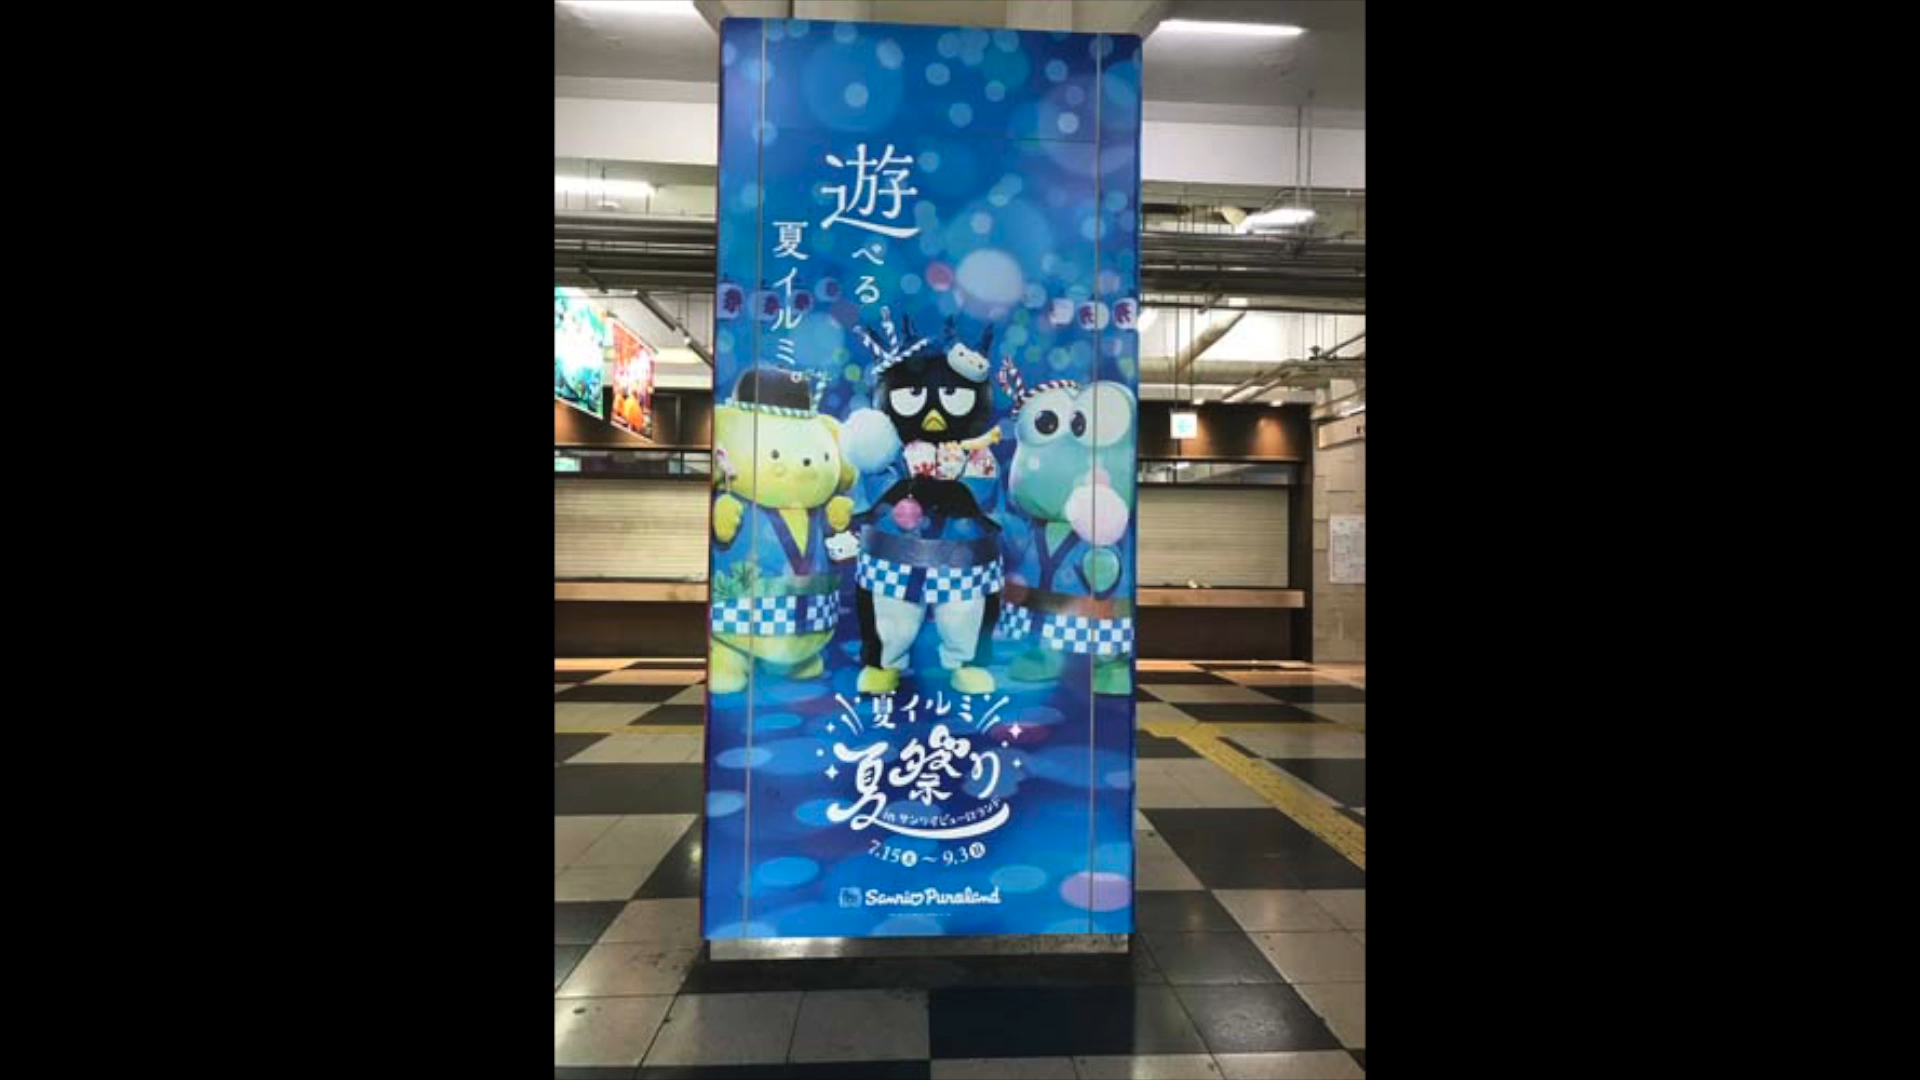 遊べる
夏イルミ。
夏イルミ
夏祭り
in サンリオピューロランド
7.15土～9.3日
Sanrio Puroland